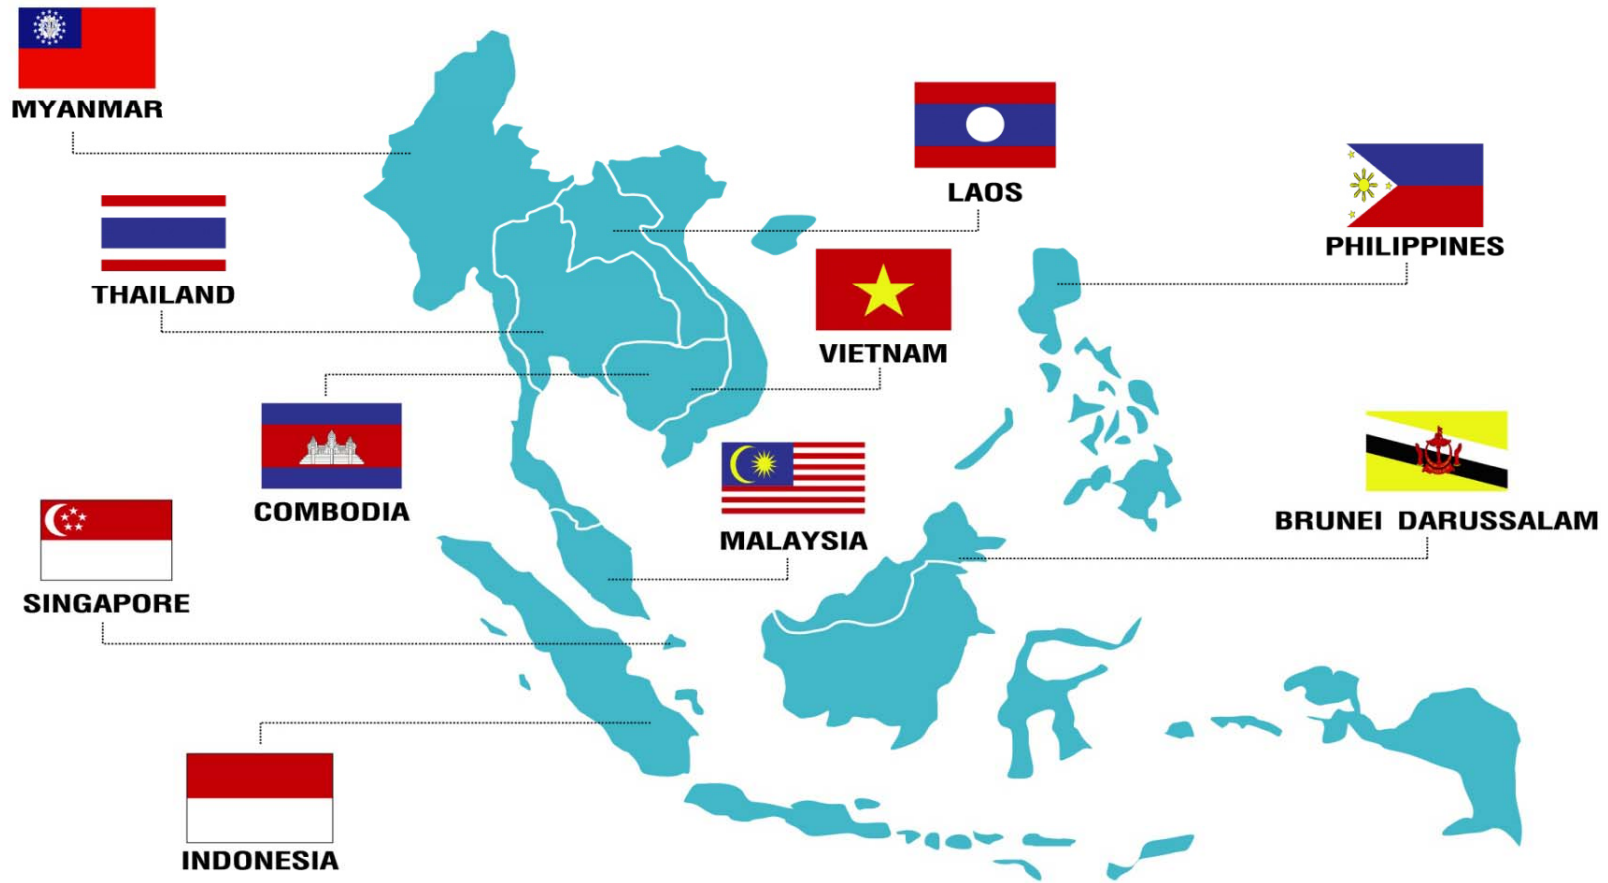 MYANMAR
LAOS
PHILIPPINES
THAILAND
VIETNAM
COMBODIA
MALAYSIA
BRUNEI DARUSSALAM
SINGAPORE
INDONESIA